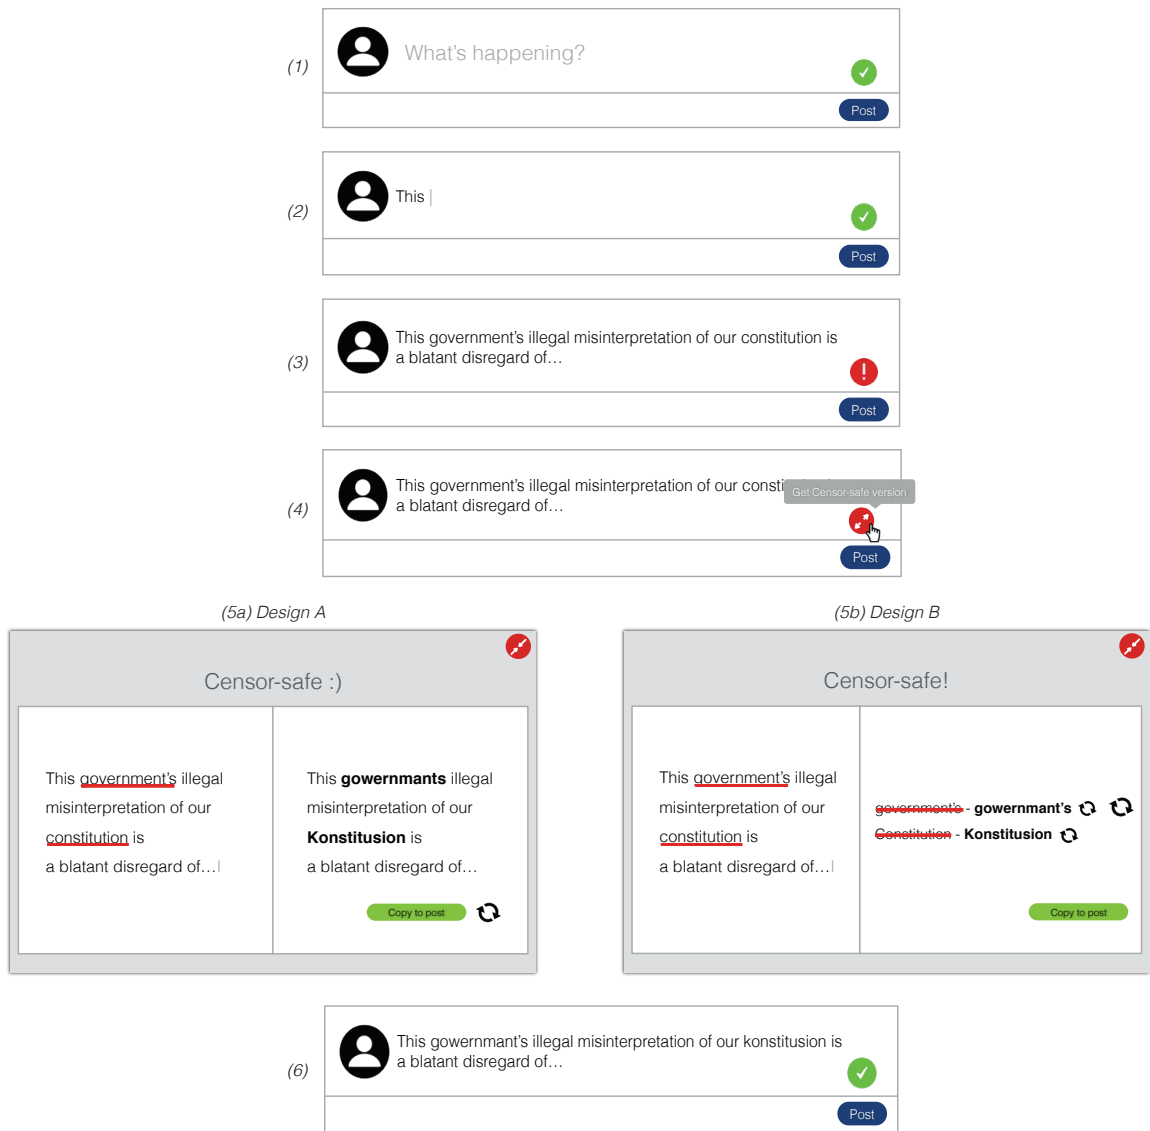 (1)
What's happening?
Post
(2)
This
Post
(3)
This government's illegal misinterpretation of our constitution is
a blatant disregard of...
Post
(4)
This government's illegal misinterpretation of our consti
Get Censor-safe version
a blatant disregard of...
Post
(5a) Design A
Censor-safe :)
This government's illegal
misinterpretation of our
constitution is
a blatant disregard of...
This gowernmants illegal
misinterpretation of our
Konstitusion is
a blatant disregard of...
Copy to post
(5b) Design B
Censor-safe!
This government's illegal
misinterpretation of our
constitution is
a blatant disregard of...
government's - gowernmant's
Constitution - Konstitusion
Copy to post
(6)
This gowernmant's illegal misinterpretation of our konstitusion is
a blatant disregard of...
Post